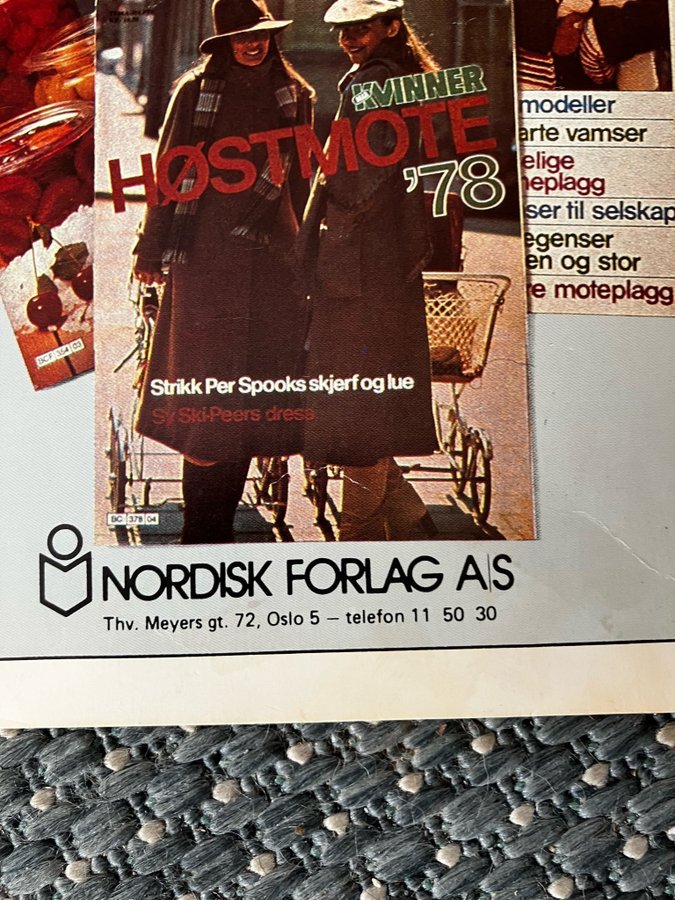 KVINNER
HØSTMOTE
'78
Strikk Per Spooks skjerf og lue
Sy Ski-Peers dress
BC 378 04
BCF 354 03
modeller
arte vamser
elige
neplagg
ser til selskap
egenser
en og stor
re moteplagg
NORDISK FORLAG A/S
Thv. Meyers gt. 72, Oslo 5 – telefon 11 50 30